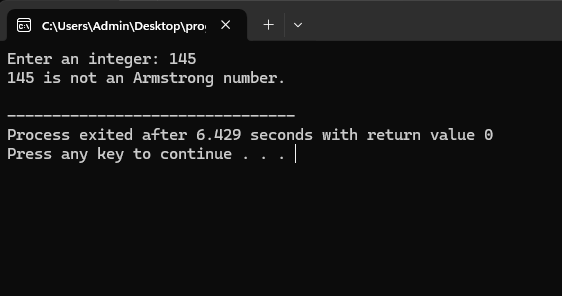 C:\Users\Admin\Desktop\pro
Enter an integer: 145
145 is not an Armstrong number.
--------------------------------
Process exited after 6.429 seconds with return value 0
Press any key to continue . . .